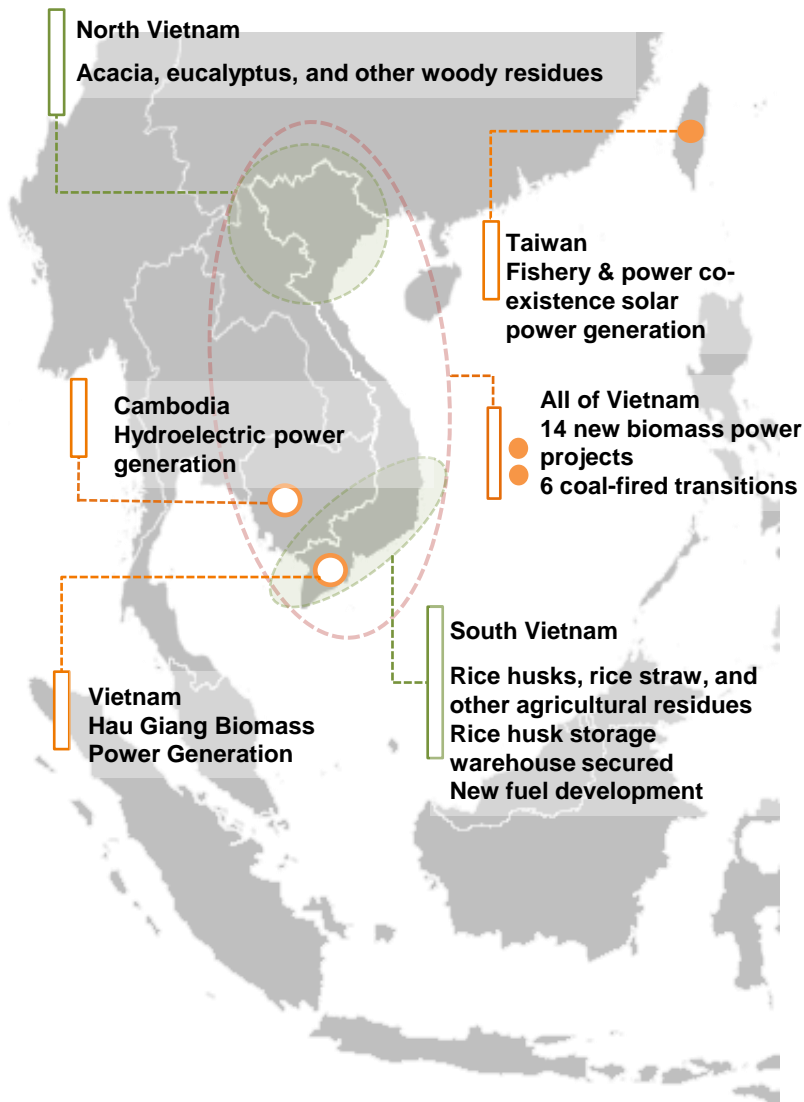 North Vietnam
Acacia, eucalyptus, and other woody residues
Taiwan
Fishery & power co-
existence solar
power generation
Cambodia
Hydroelectric power
generation
All of Vietnam
14 new biomass power
projects
6 coal-fired transitions
South Vietnam
Rice husks, rice straw, and
other agricultural residues
Rice husk storage
warehouse secured
New fuel development
Vietnam
Hau Giang Biomass
Power Generation